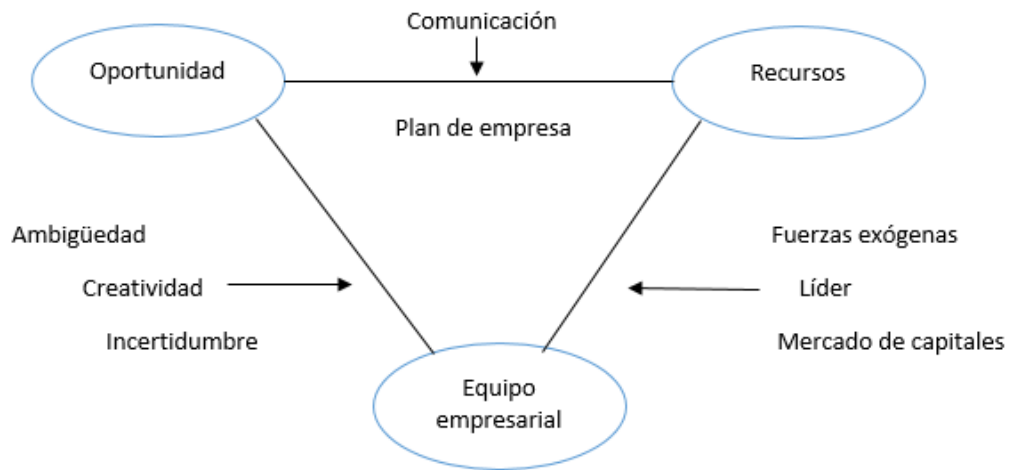 Comunicación
Oportunidad
Recursos
Plan de empresa
Ambigüedad
Fuerzas exógenas
Creatividad
Líder
Incertidumbre
Mercado de capitales
Equipo
empresarial